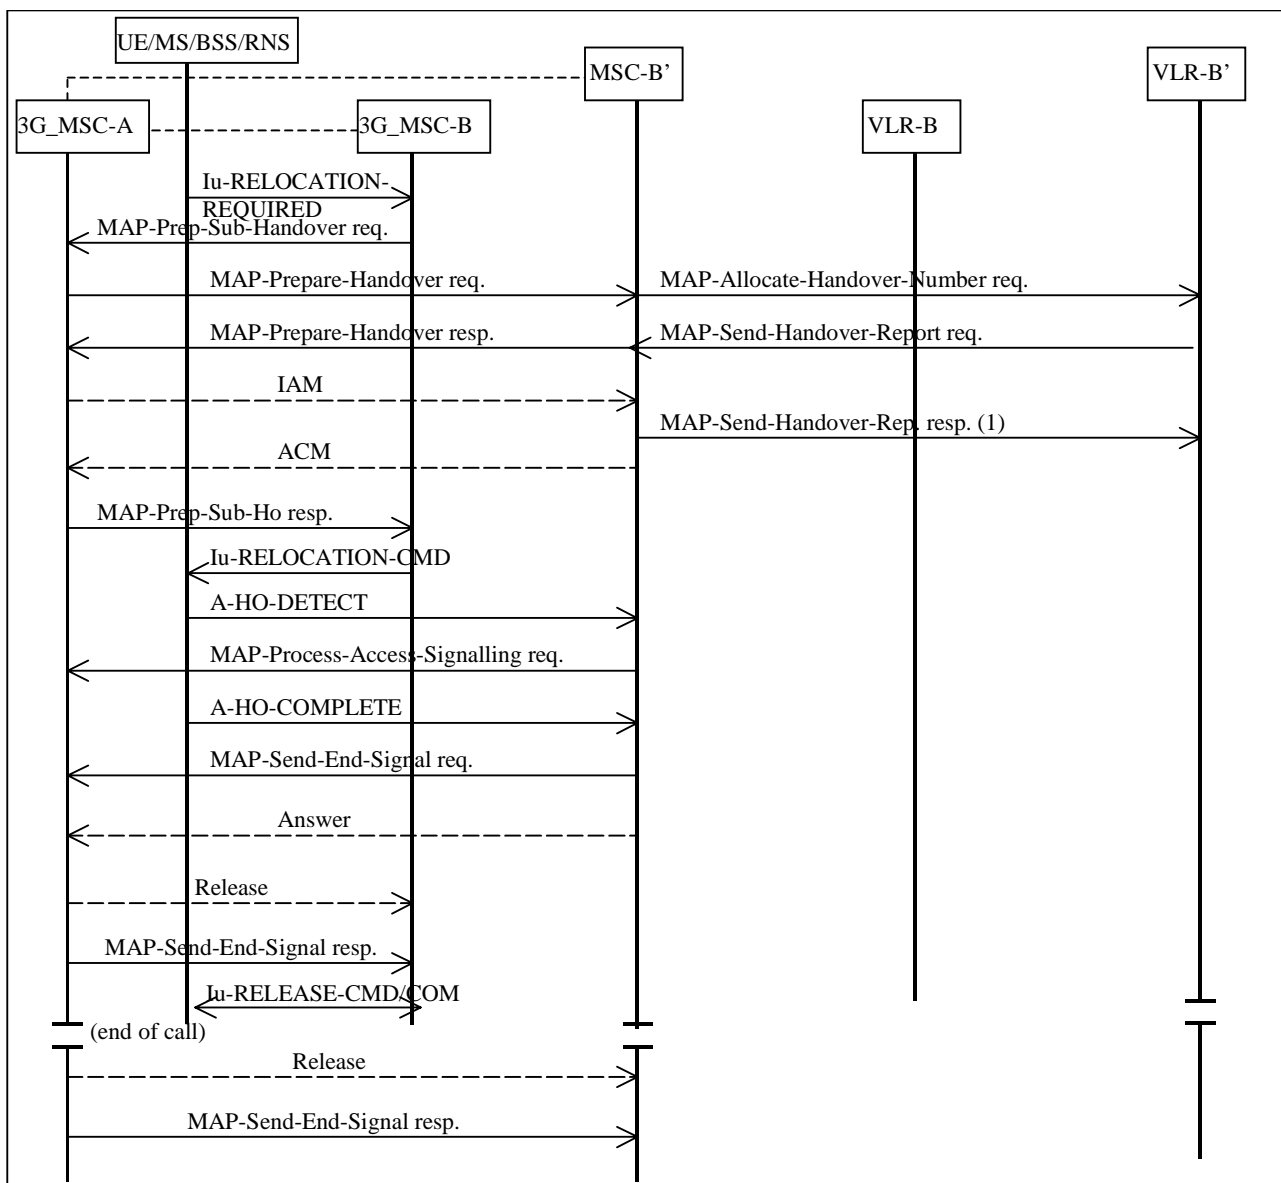 UE/MS/BSS/RNS
MSC-B’
VLR-B’
3G_MSC-A
3G_MSC-B
VLR-B
Iu-RELOCATION-
REQUIRED
MAP-Prep-Sub-Handover req.
MAP-Prepare-Handover req.
MAP-Allocate-Handover-Number req.
MAP-Prepare-Handover resp.
MAP-Send-Handover-Report req.
IAM
MAP-Send-Handover-Rep. resp. (1)
ACM
MAP-Prep-Sub-Ho resp.
Iu-RELOCATION-CMD
A-HO-DETECT
MAP-Process-Access-Signalling req.
A-HO-COMPLETE
MAP-Send-End-Signal req.
Answer
Release
MAP-Send-End-Signal resp.
Iu-RELEASE-CMD/COM
(end of call)
Release
MAP-Send-End-Signal resp.